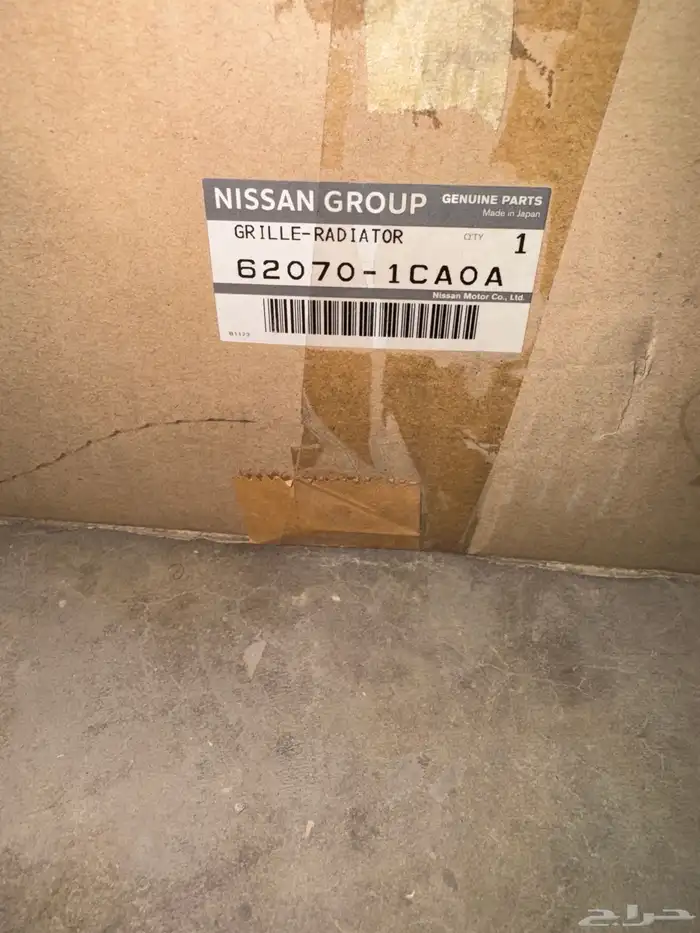 NISSAN GROUP GENUINE PARTS
Made in Japan
GRILLE-RADIATOR Q'TY 1
62070-1CA0A
Nissan Motor Co., Ltd.
حراج